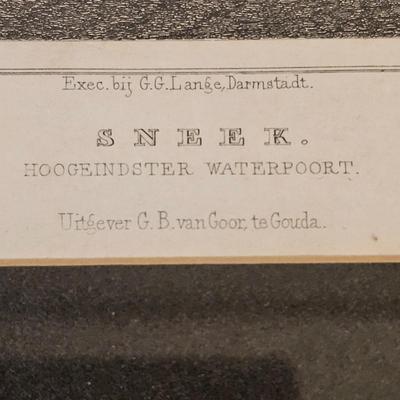 Exec. bij G.G. Lange, Darmstadt.
SNEEK.
HOOGEINDSTER WATERPOORT.
Uitgever G. B. van Goor, te Gouda.